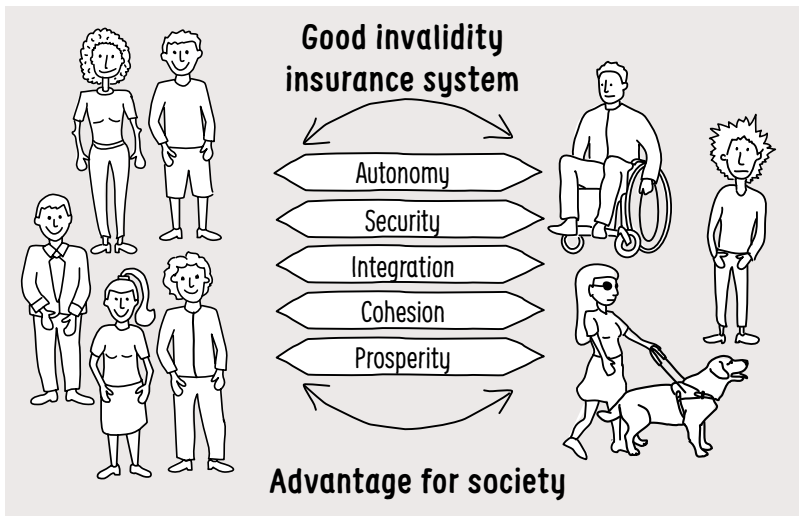 Good invalidity
insurance system
Autonomy
Security
Integration
Cohesion
Prosperity
Advantage for society